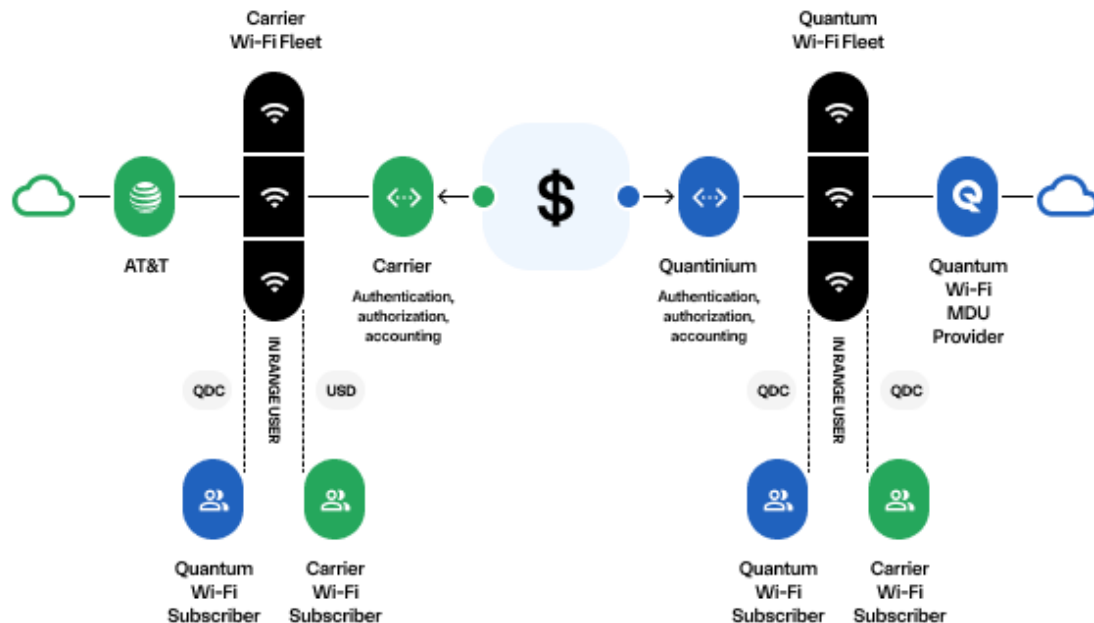 Carrier
Wi-Fi Fleet
Quantum
Wi-Fi Fleet
$
AT&T
Carrier
Authentication,
authorization,
accounting
Quantinium
Authentication,
authorization,
accounting
Quantum
Wi-Fi
MDU
Provider
QDC
IN RANGE USER
USD
QDC
IN RANGE USER
QDC
Quantum
Wi-Fi
Subscriber
Carrier
Wi-Fi
Subscriber
Quantum
Wi-Fi
Subscriber
Carrier
Wi-Fi
Subscriber